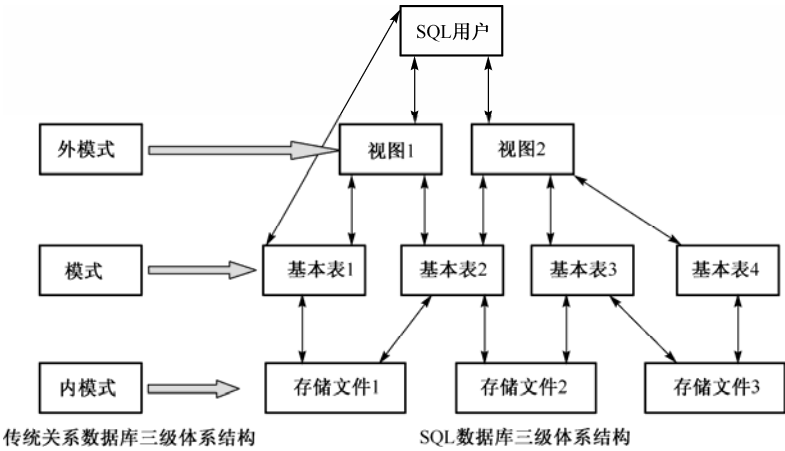 SQL用户
外模式
视图1
视图2
模式
基本表1
基本表2
基本表3
基本表4
内模式
存储文件1
存储文件2
存储文件3
传统关系数据库三级体系结构
SQL数据库三级体系结构